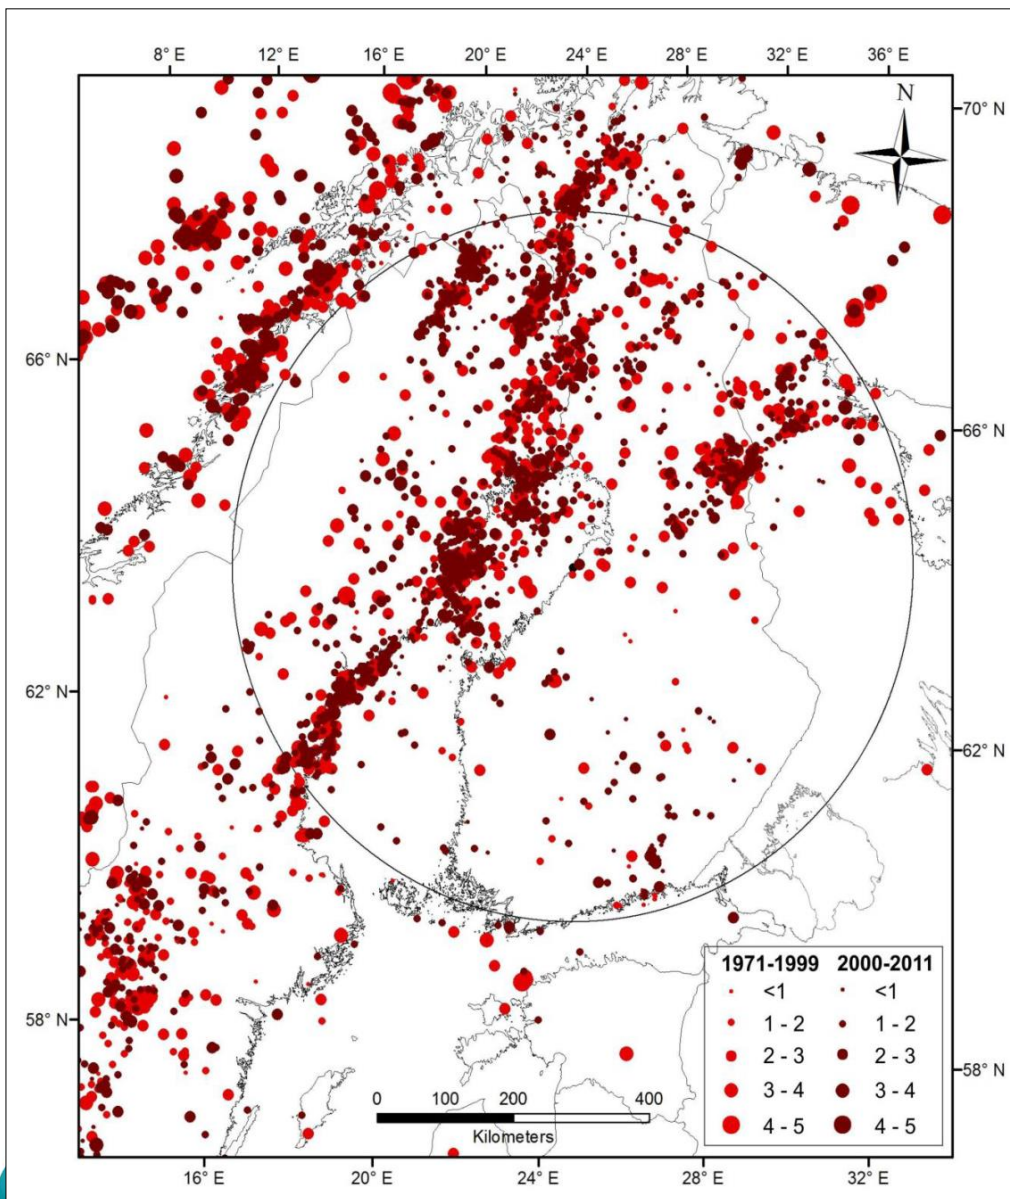 8° E 12° E 16° E 20° E 24° E 28° E 32° E 36° E
N
70° N
66° N
66° N
62° N
62° N
58° N
58° N
1971-1999 2000-2011
<1 <1
1 - 2 1 - 2
2 - 3 2 - 3
3 - 4 3 - 4
4 - 5 4 - 5
0 100 200 400
Kilometers
16° E 20° E 24° E 28° E 32° E